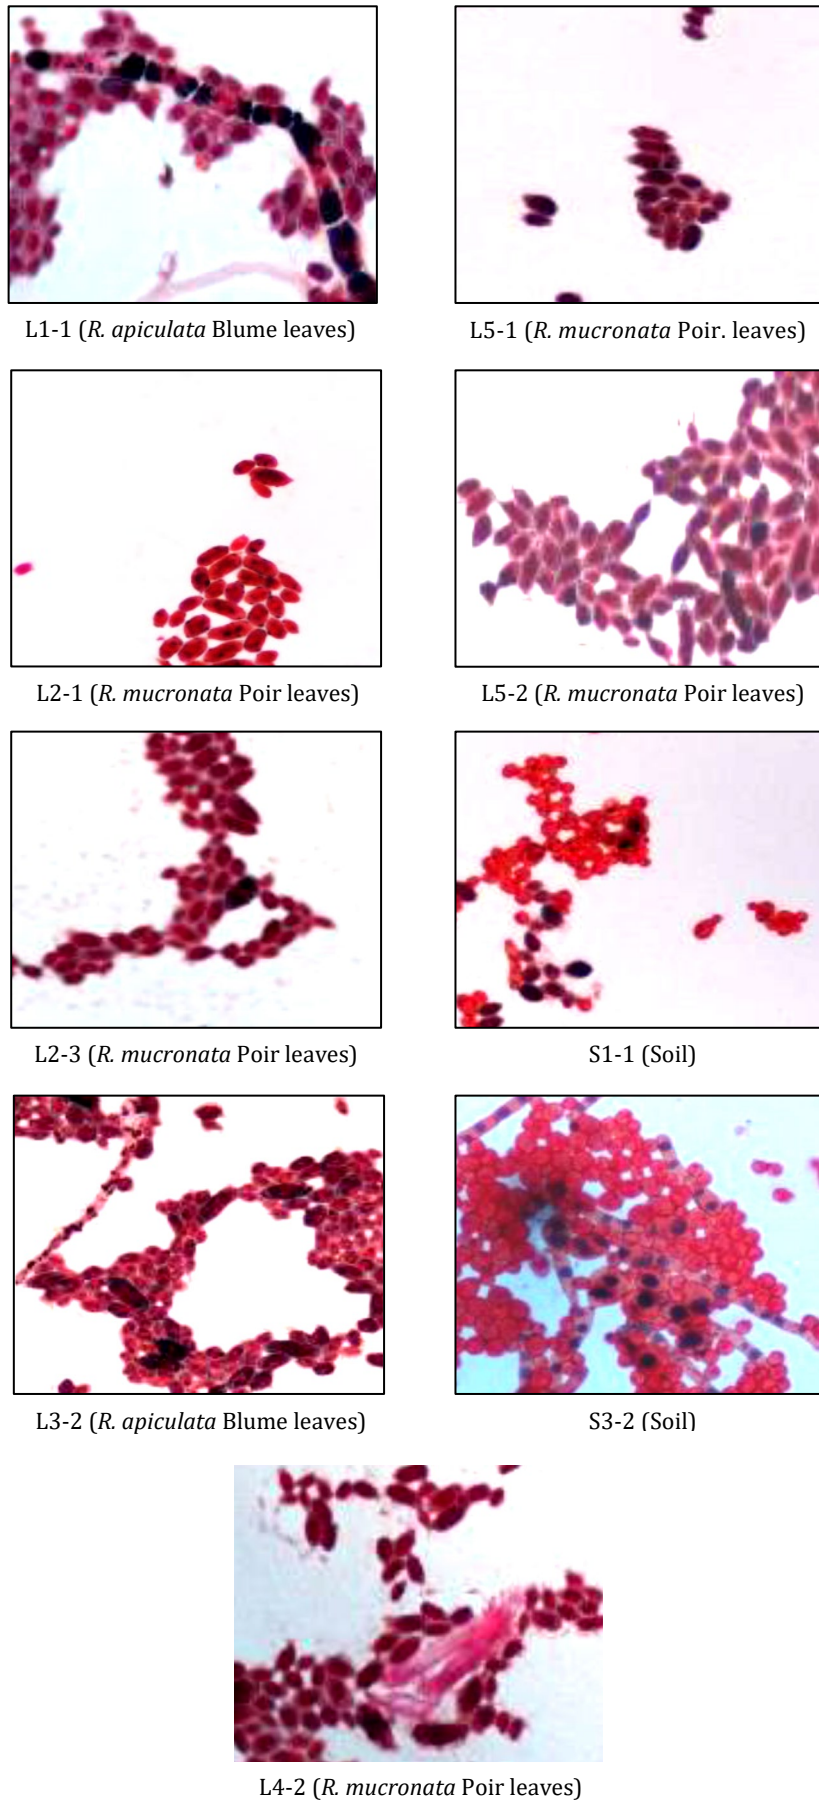 L1-1 (R. apiculata Blume leaves)
L5-1 (R. mucronata Poir. leaves)
L2-1 (R. mucronata Poir leaves)
L5-2 (R. mucronata Poir leaves)
L2-3 (R. mucronata Poir leaves)
S1-1 (Soil)
L3-2 (R. apiculata Blume leaves)
S3-2 (Soil)
L4-2 (R. mucronata Poir leaves)